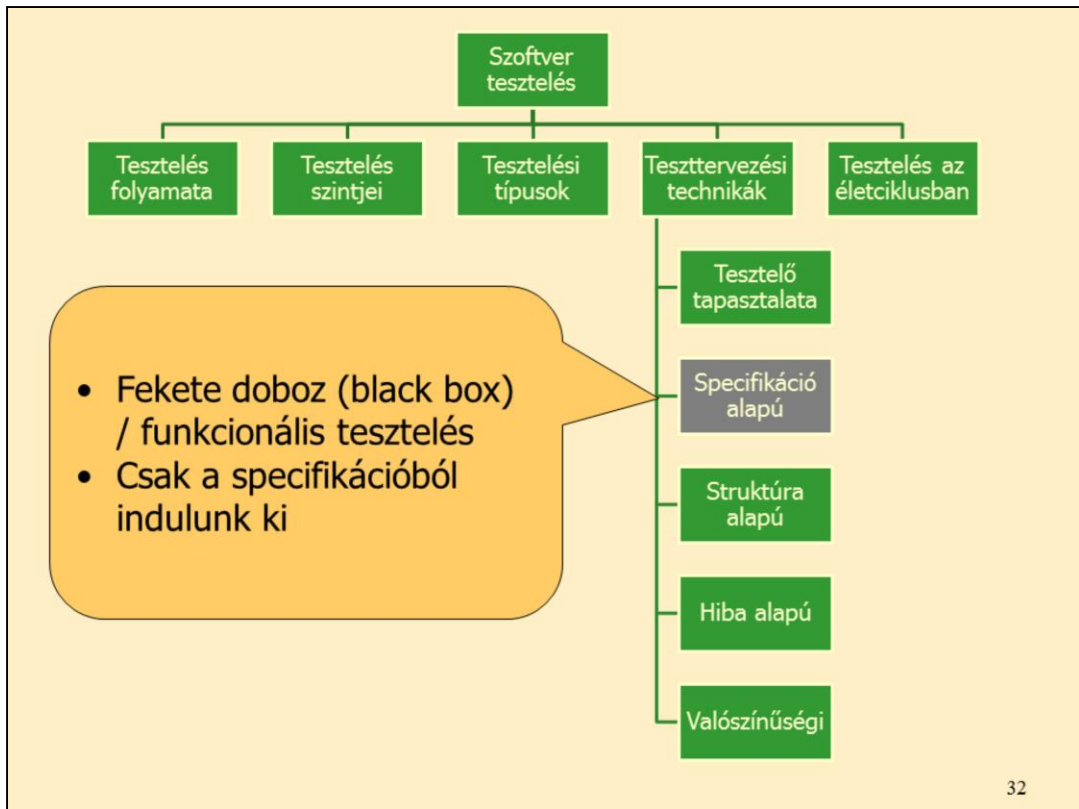 Szoftver
tesztelés
Tesztelés
folyamata
Tesztelés
szintjei
Tesztelési
típusok
Teszttervezési
technikák
Tesztelés az
életciklusban
Tesztelő
tapasztalata
• Fekete doboz (black box)
/ funkcionális tesztelés
• Csak a specifikációból
indulunk ki
Specifikáció
alapú
Struktúra
alapú
Hiba alapú
Valószínűségi
32